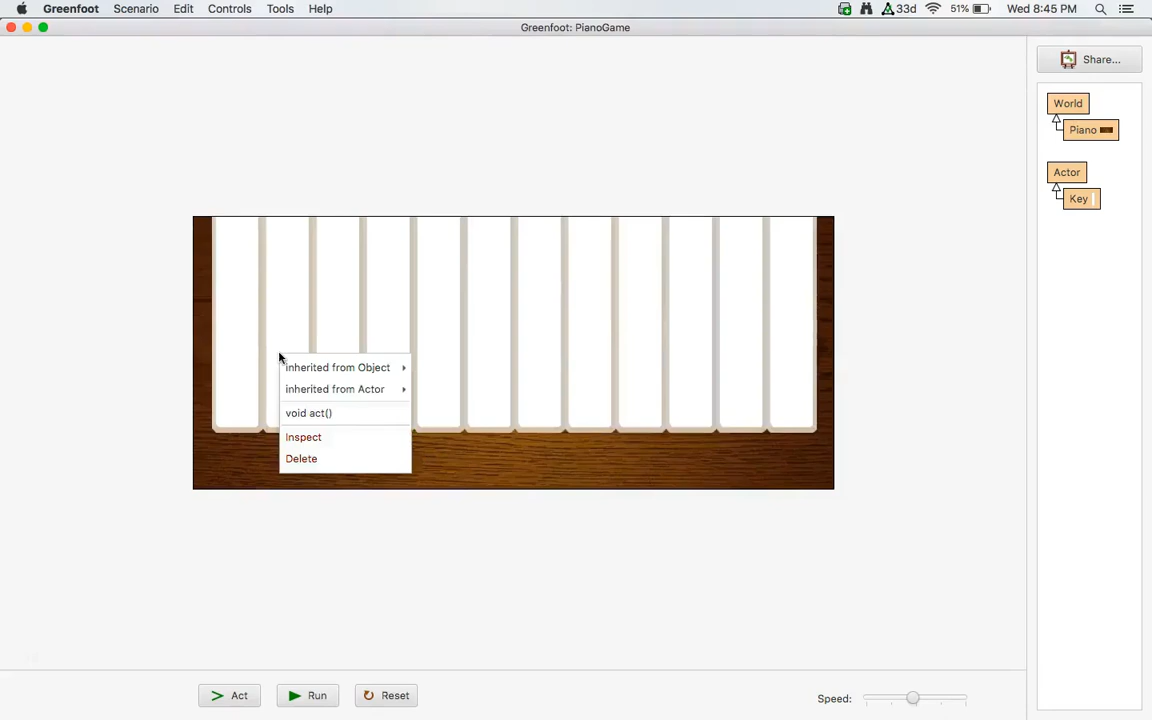 Greenfoot Scenario Edit Controls Tools Help 33d 51% Wed 8:45 PM
Greenfoot: PianoGame
Share...
World
Piano
Actor
Key
inherited from Object
inherited from Actor
void act()
Inspect
Delete
Act Run Reset Speed: